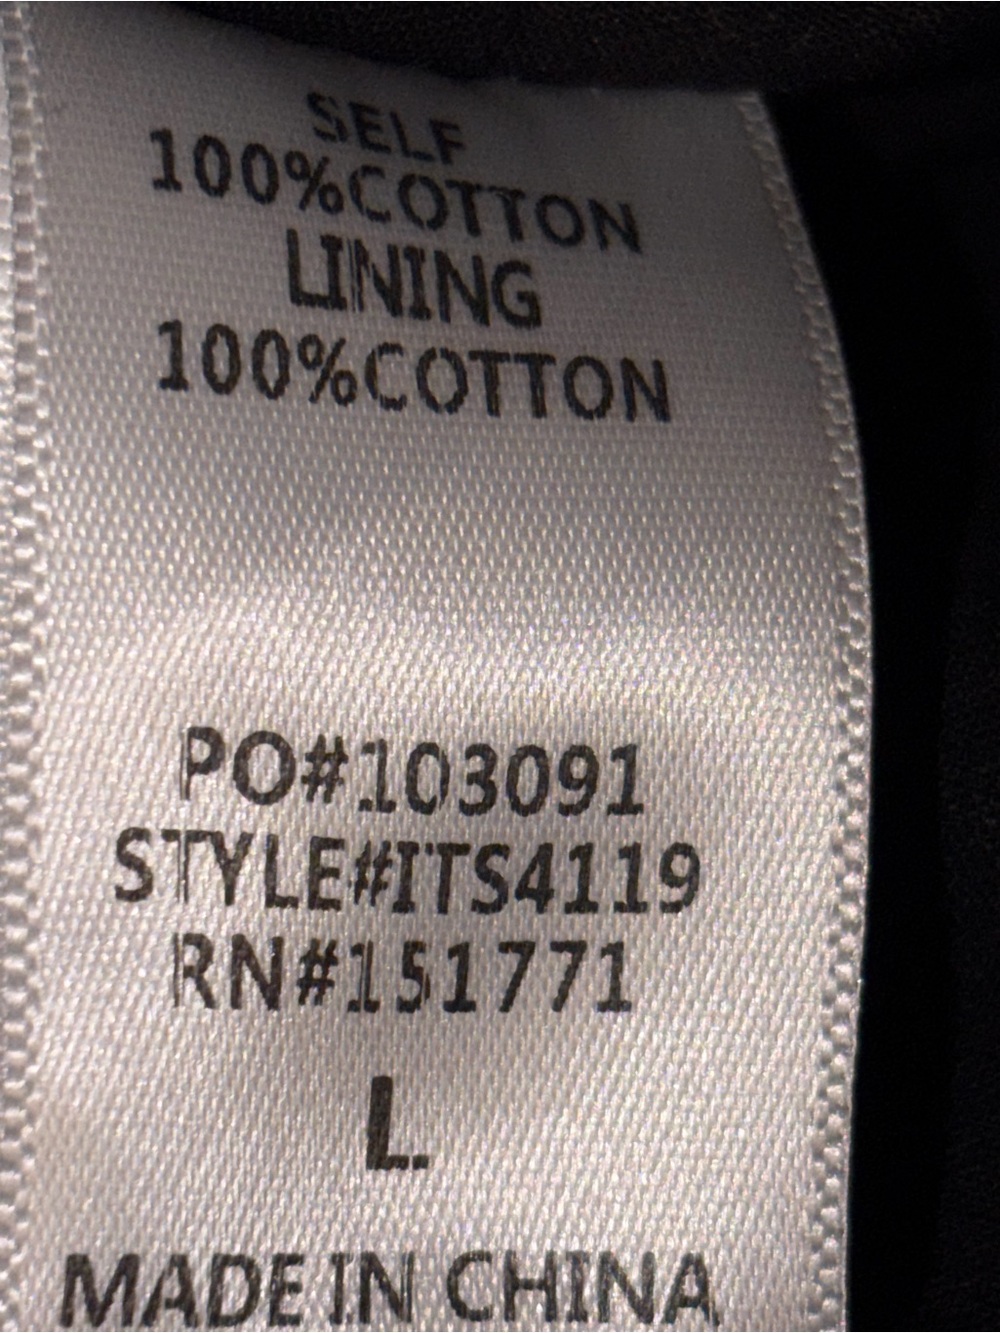 SELF
100%COTTON
LINING
100%COTTON
PO#103091
STYLE#ITS4119
RN#151771
L
MADE IN CHINA